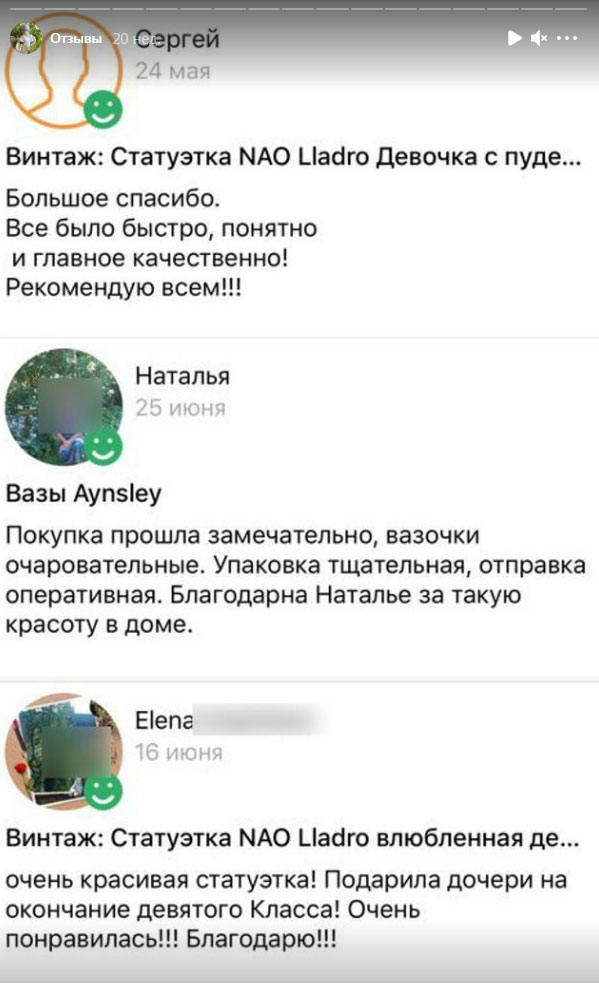 Отзывы 20 нед.
Сергей
24 мая
Винтаж: Статуэтка NAO Lladro Девочка с пуде...
Большое спасибо.
Все было быстро, понятно
и главное качественно!
Рекомендую всем!!!
Наталья
25 июня
Вазы Aynsley
Покупка прошла замечательно, вазочки
очаровательные. Упаковка тщательная, отправка
оперативная. Благодарна Наталье за такую
красоту в доме.
Elena
16 июня
Винтаж: Статуэтка NAO Lladro влюбленная де...
очень красивая статуэтка! Подарила дочери на
окончание девятого Класса! Очень
понравилась!!! Благодарю!!!